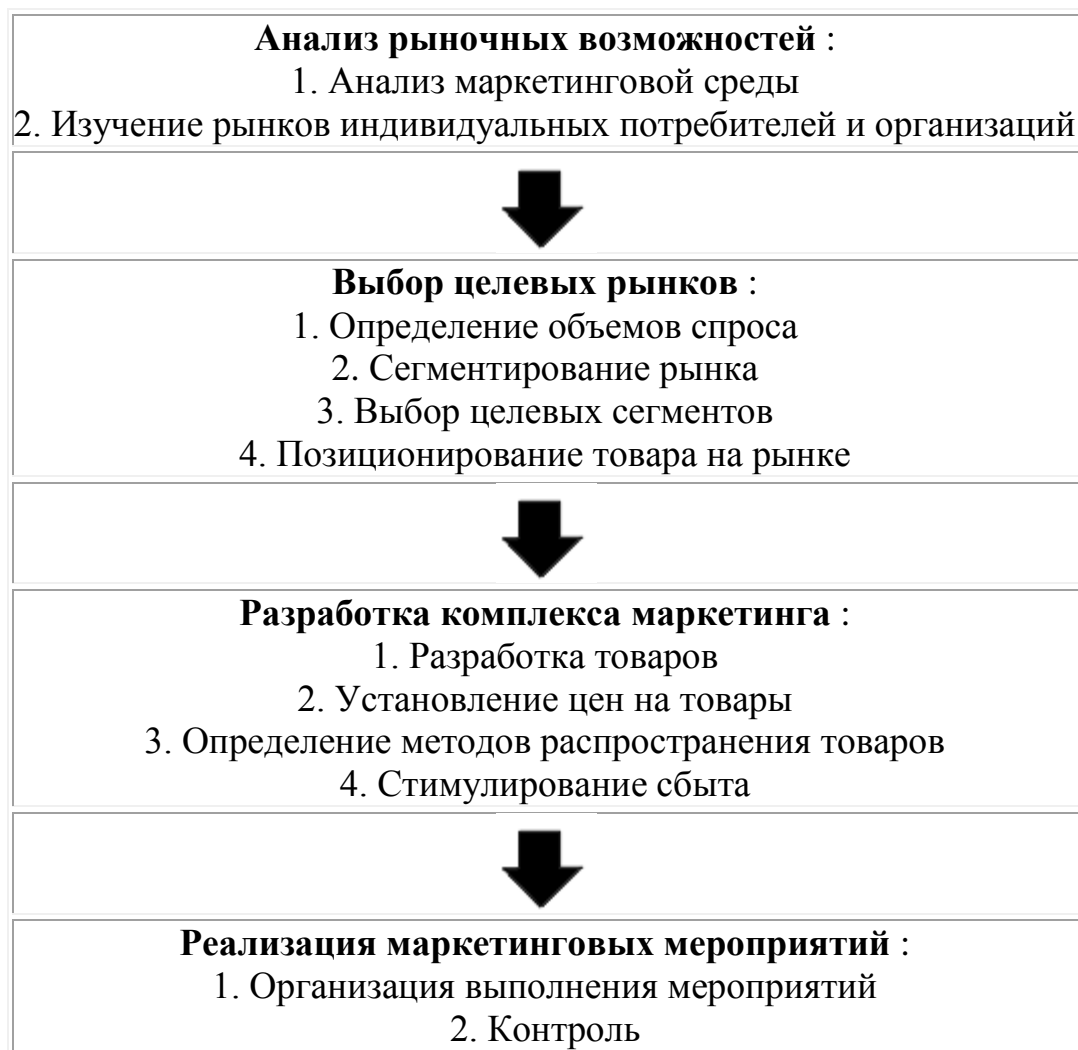 Анализ рыночных возможностей :
1. Анализ маркетинговой среды
2. Изучение рынков индивидуальных потребителей и организаций
Выбор целевых рынков :
1. Определение объемов спроса
2. Сегментирование рынка
3. Выбор целевых сегментов
4. Позиционирование товара на рынке
Разработка комплекса маркетинга :
1. Разработка товаров
2. Установление цен на товары
3. Определение методов распространения товаров
4. Стимулирование сбыта
Реализация маркетинговых мероприятий :
1. Организация выполнения мероприятий
2. Контроль